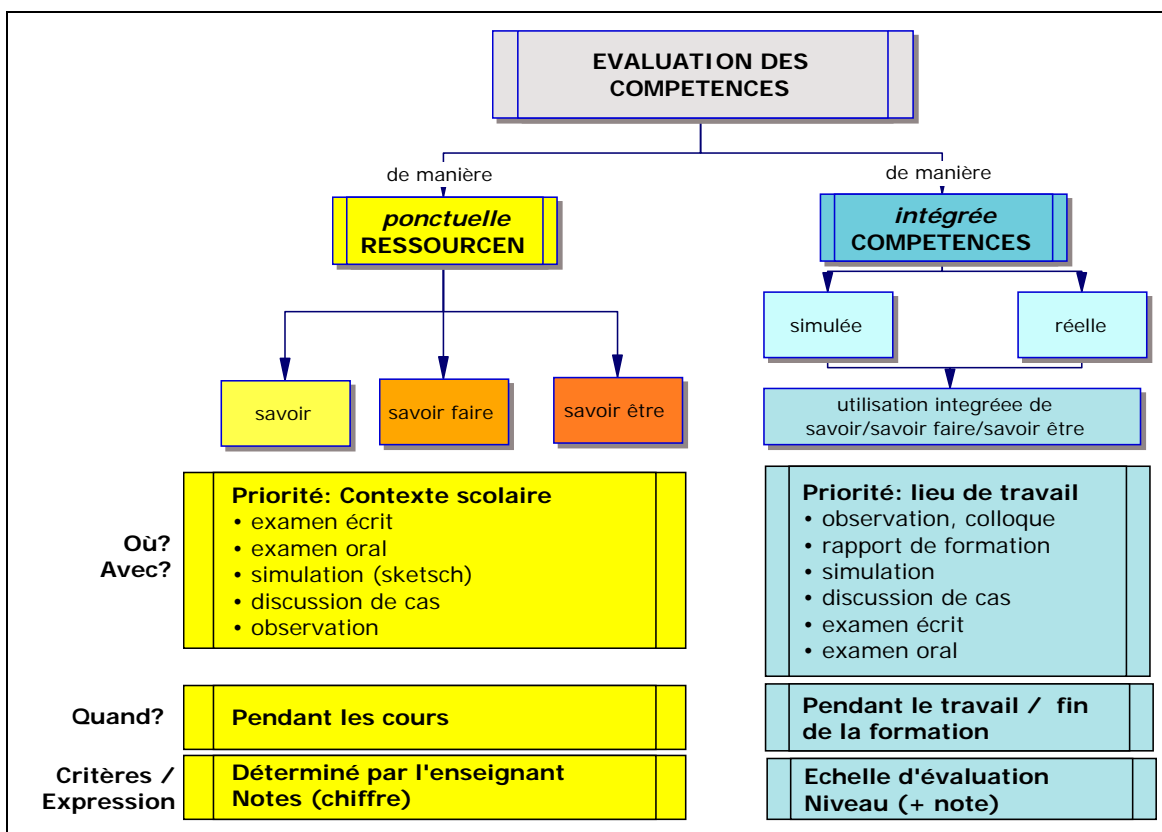 EVALUATION DES
COMPETENCES
de manière
de manière
ponctuelle
RESSOURCEN
intégrée
COMPETENCES
simulée
réelle
savoir
savoir faire
savoir être
utilisation integréee de
savoir/savoir faire/savoir être
Où?
Avec?
Priorité: Contexte scolaire
• examen écrit
• examen oral
• simulation (sketsch)
• discussion de cas
• observation
Priorité: lieu de travail
• observation, colloque
• rapport de formation
• simulation
• discussion de cas
• examen écrit
• examen oral
Quand?
Pendant les cours
Pendant le travail / fin
de la formation
Critères /
Expression
Déterminé par l'enseignant
Notes (chiffre)
Echelle d'évaluation
Niveau (+ note)